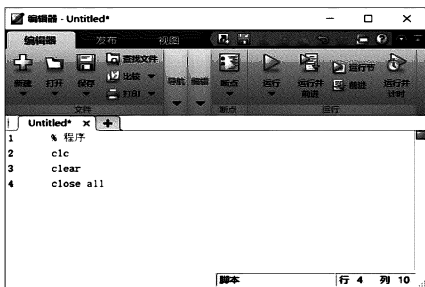 编辑器 - Untitled*
编辑器 发布 视图
新建 打开 保存 查找文件 比较 打印 导航 编辑 断点 运行 运行并前进 运行节 前进 运行并计时
文件 断点 运行
Untitled*
1 % 程序
2 clc
3 clear
4 close all
脚本 行 4 列 10